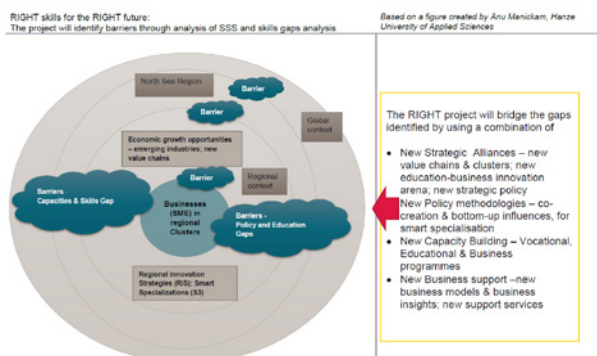 RIGHT skills for the RIGHT future:
The project will identify barriers through analysis of SSS and skills gaps analysis
Based on a figure created by Anu Manickam, Hanze
University of Applied Sciences
North Sea Region
Barrier
Barrier
Global
context
Economic growth opportunities
– emerging industries; new
value chains
Barrier
Regional
context
Barriers -
Capacities & Skills Gap
Businesses
(SME) in
regional
Clusters
Barriers -
Policy and Education
Gaps
Regional Innovation
Strategies (RIS): Smart
Specializations (S3)
The RIGHT project will bridge the gaps
identified by using a combination of
• New Strategic Alliances – new
value chains & clusters; new
education-business innovation
arena; new strategic policy
New Policy methodologies – co-
creation & bottom-up influences, for
smart specialisation
• New Capacity Building – Vocational,
Educational & Business
programmes
• New Business support –new
business models & business
insights; new support services